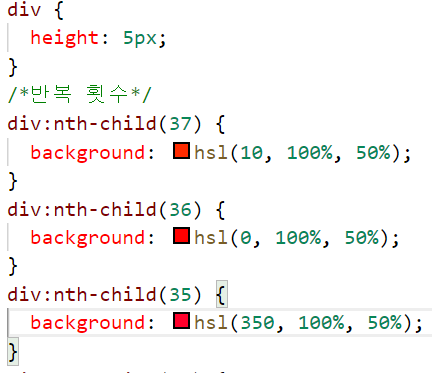 div {
height: 5px;
}
/*반복 횟수*/
div:nth-child(37) {
background: hsl(10, 100%, 50%);
}
div:nth-child(36) {
background: hsl(0, 100%, 50%);
}
div:nth-child(35) {
background: hsl(350, 100%, 50%);
}